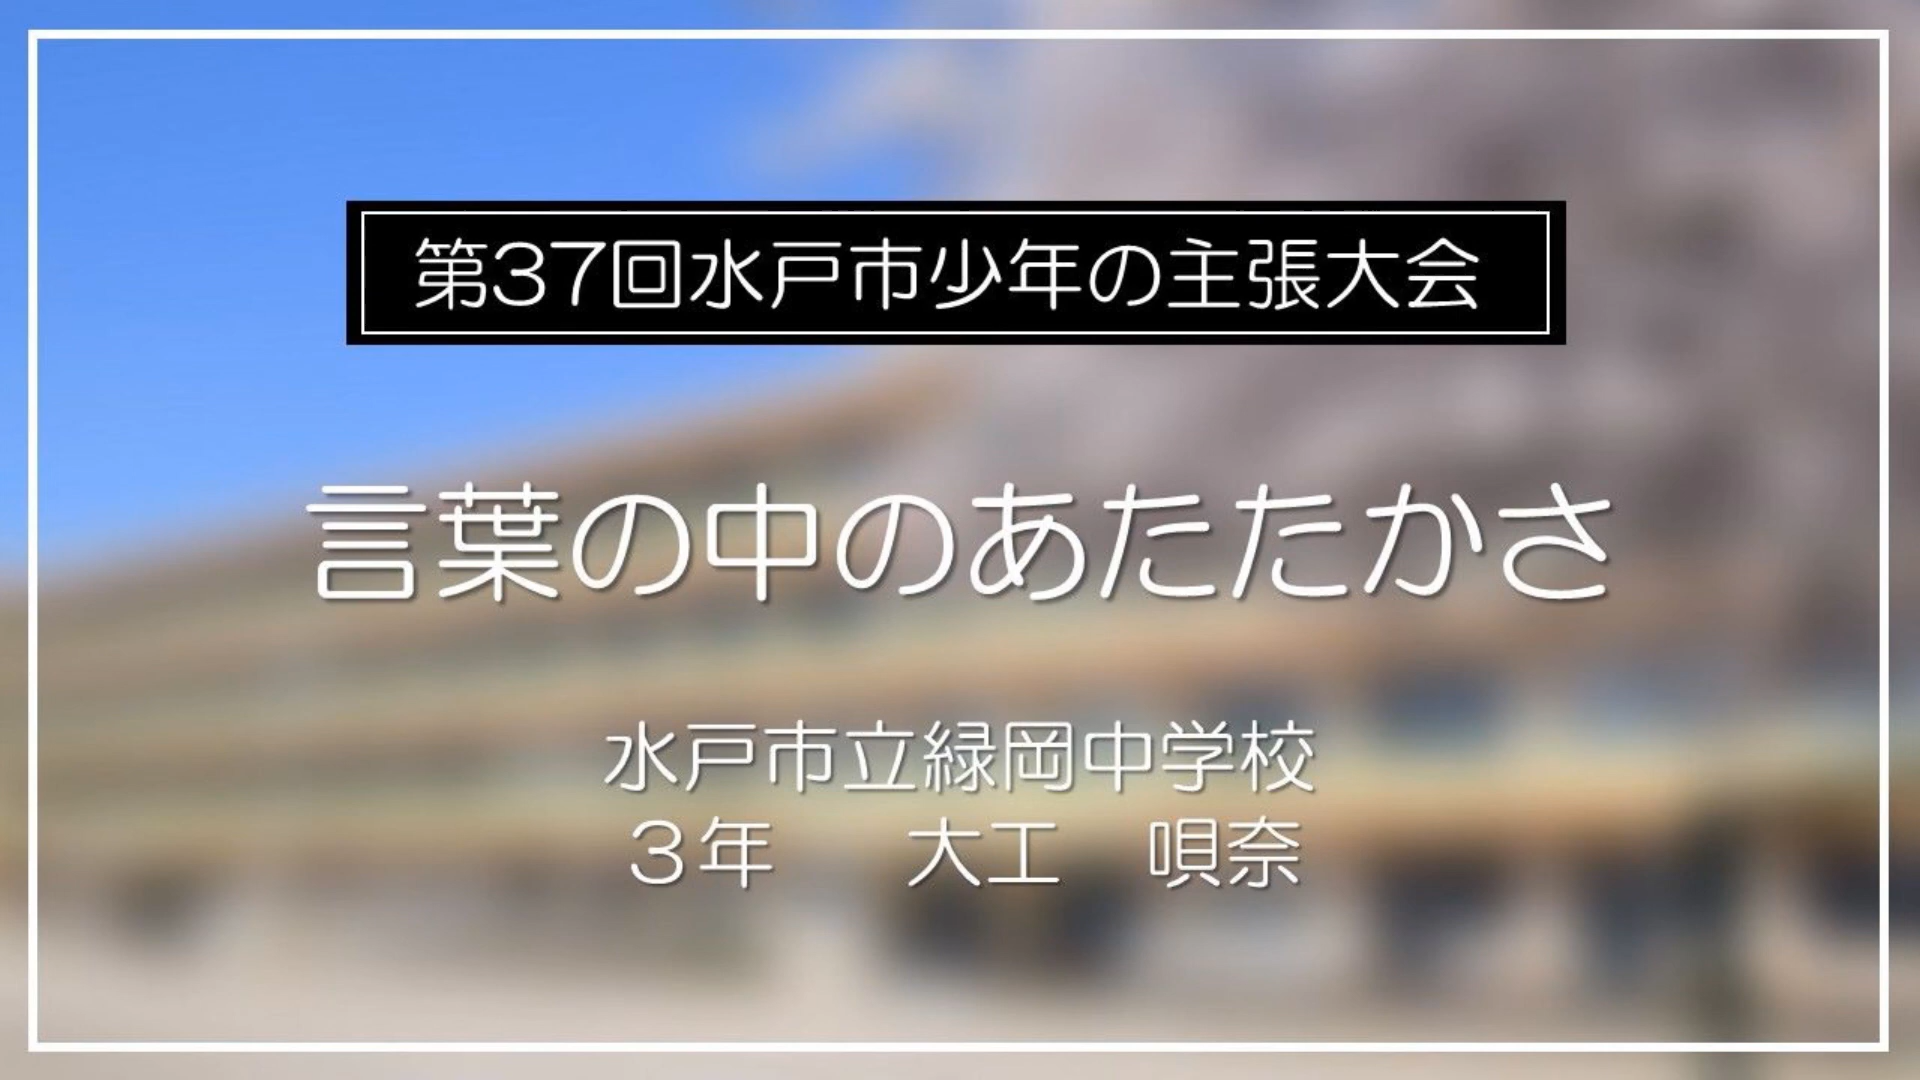 第37回水戸市少年の主張大会
言葉の中のあたたかさ
水戸市立緑岡中学校
３年　　大工　唄奈